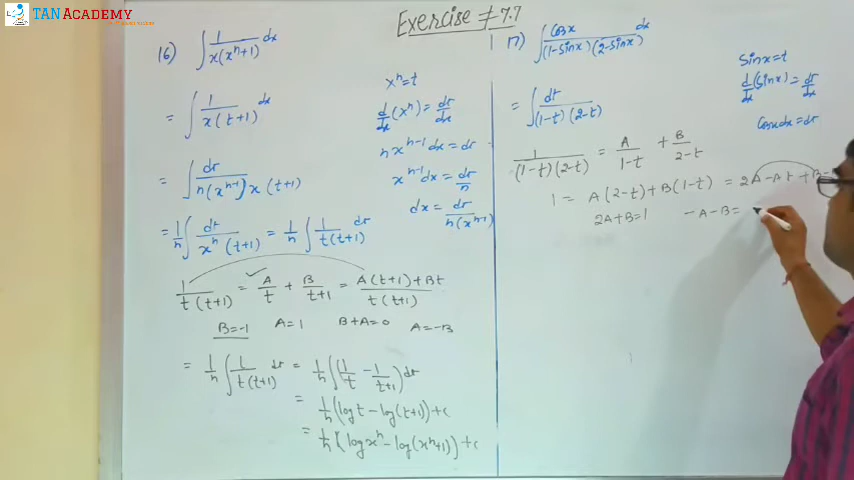 TAN ACADEMY
Exercise ≠ 7.7
16) ∫ 1/(x(xⁿ+1)) dx
= ∫ 1/(x(t+1)) dx
= ∫ dt/(n(xⁿ⁻¹) x (t+1))
= 1/n ∫ dt/(xⁿ(t+1)) = 1/n ∫ 1/(t(t+1)) dt
xⁿ=t
d/dx (xⁿ) = dt/dx
n xⁿ⁻¹ dx = dt
xⁿ⁻¹ dx = dt/n
dx = dt/(n(xⁿ⁻¹))
1/(t(t+1)) = A/t + B/(t+1) = (A(t+1)+Bt)/(t(t+1))
B=-1 A=1 B+A=0 A=-B
= 1/n ∫ 1/(t(t+1)) dt = 1/n ∫ (1/t - 1/(t+1)) dt
= 1/n (log t - log(t+1)) + c
= 1/n (log xⁿ - log(xⁿ+1)) + c
17) ∫ cosx/((1-sinx)(2-sinx)) dx
= ∫ dt/((1-t)(2-t))
sinx=t
d/dx (sinx) = dt/dx
cosx dx = dt
1/((1-t)(2-t)) = A/(1-t) + B/(2-t)
1 = A(2-t)+B(1-t) = 2A-At+B-
2A+B=1 -A-B=